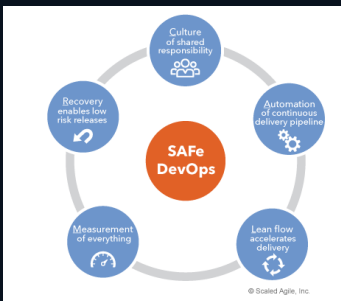 Culture
of shared
responsibility
Automation
of continuous
delivery pipeline
Lean flow
accelerates
delivery
Measurement
of everything
Recovery
enables low
risk releases
SAFe
DevOps
© Scaled Agile, Inc.